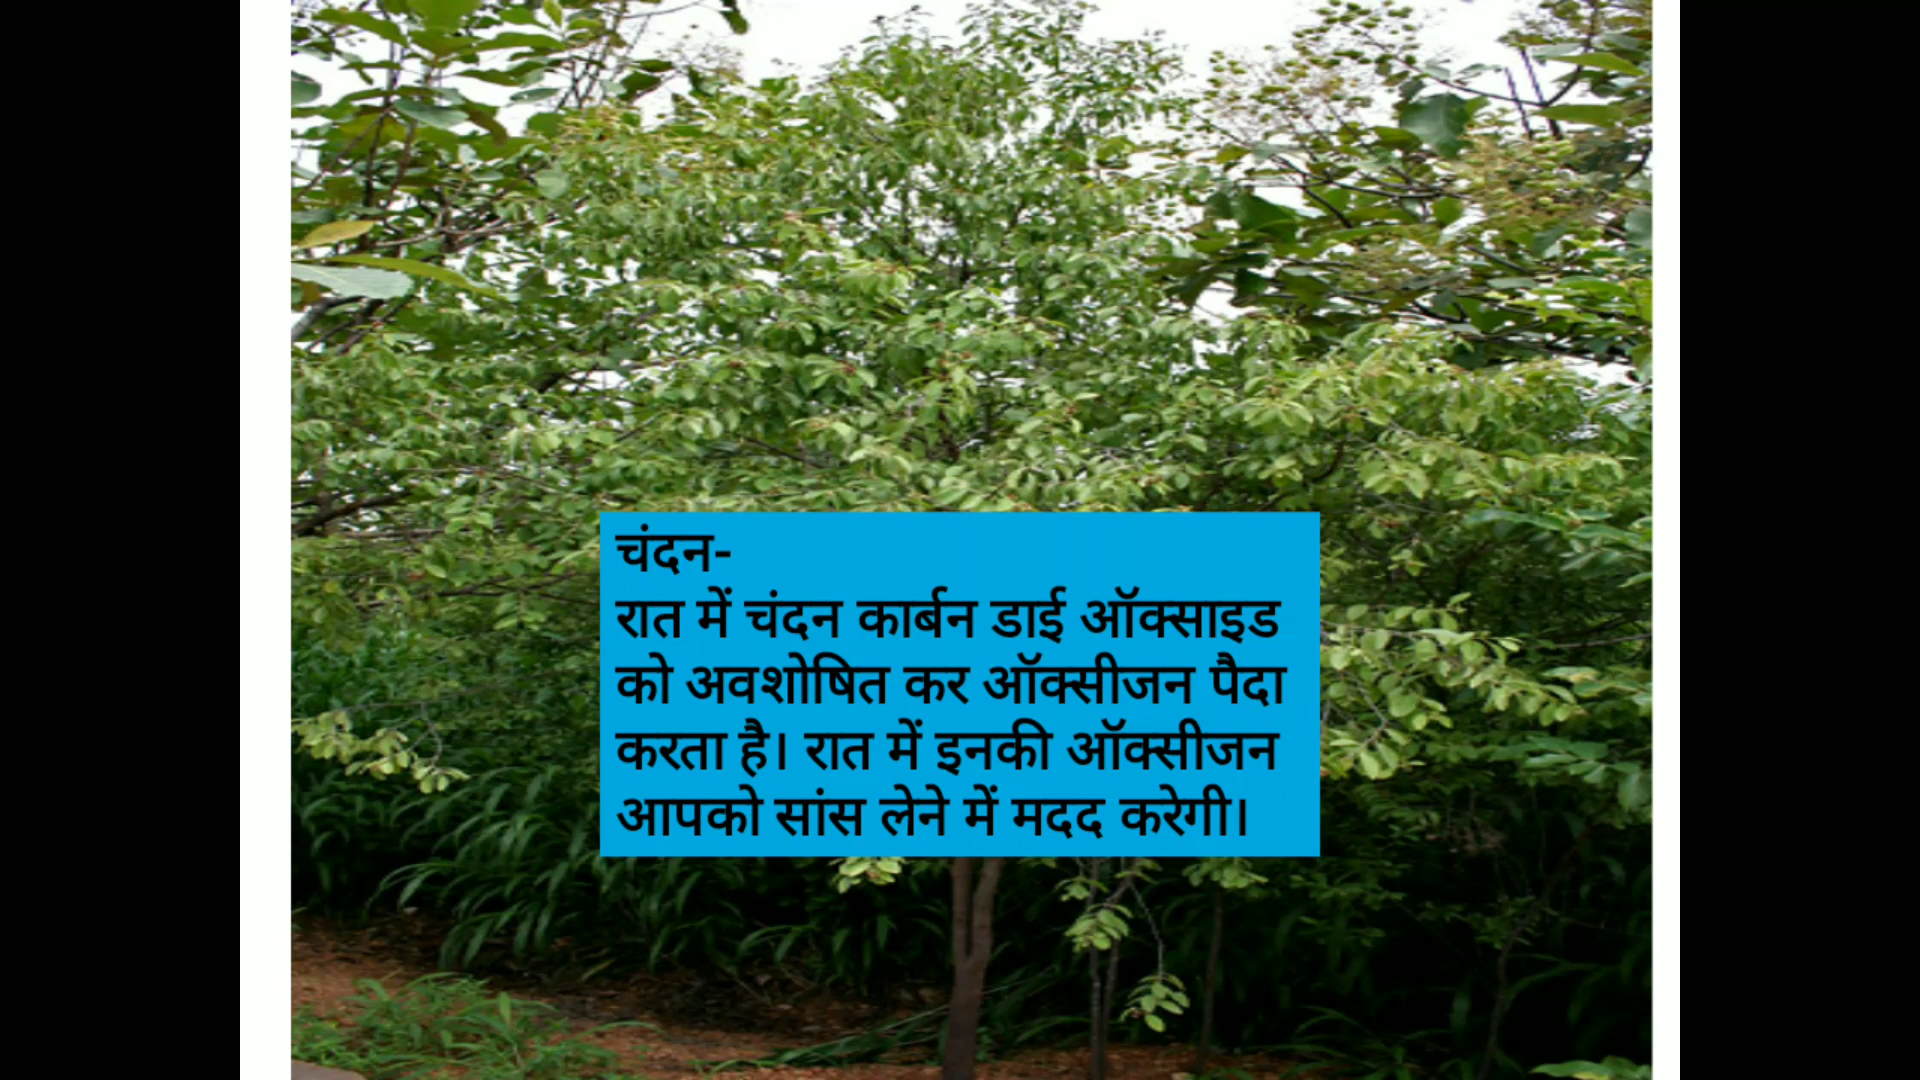 चंदन-
रात में चंदन कार्बन डाई ऑक्साइड
को अवशोषित कर ऑक्सीजन पैदा
करता है। रात में इनकी ऑक्सीजन
आपको सांस लेने में मदद करेगी।